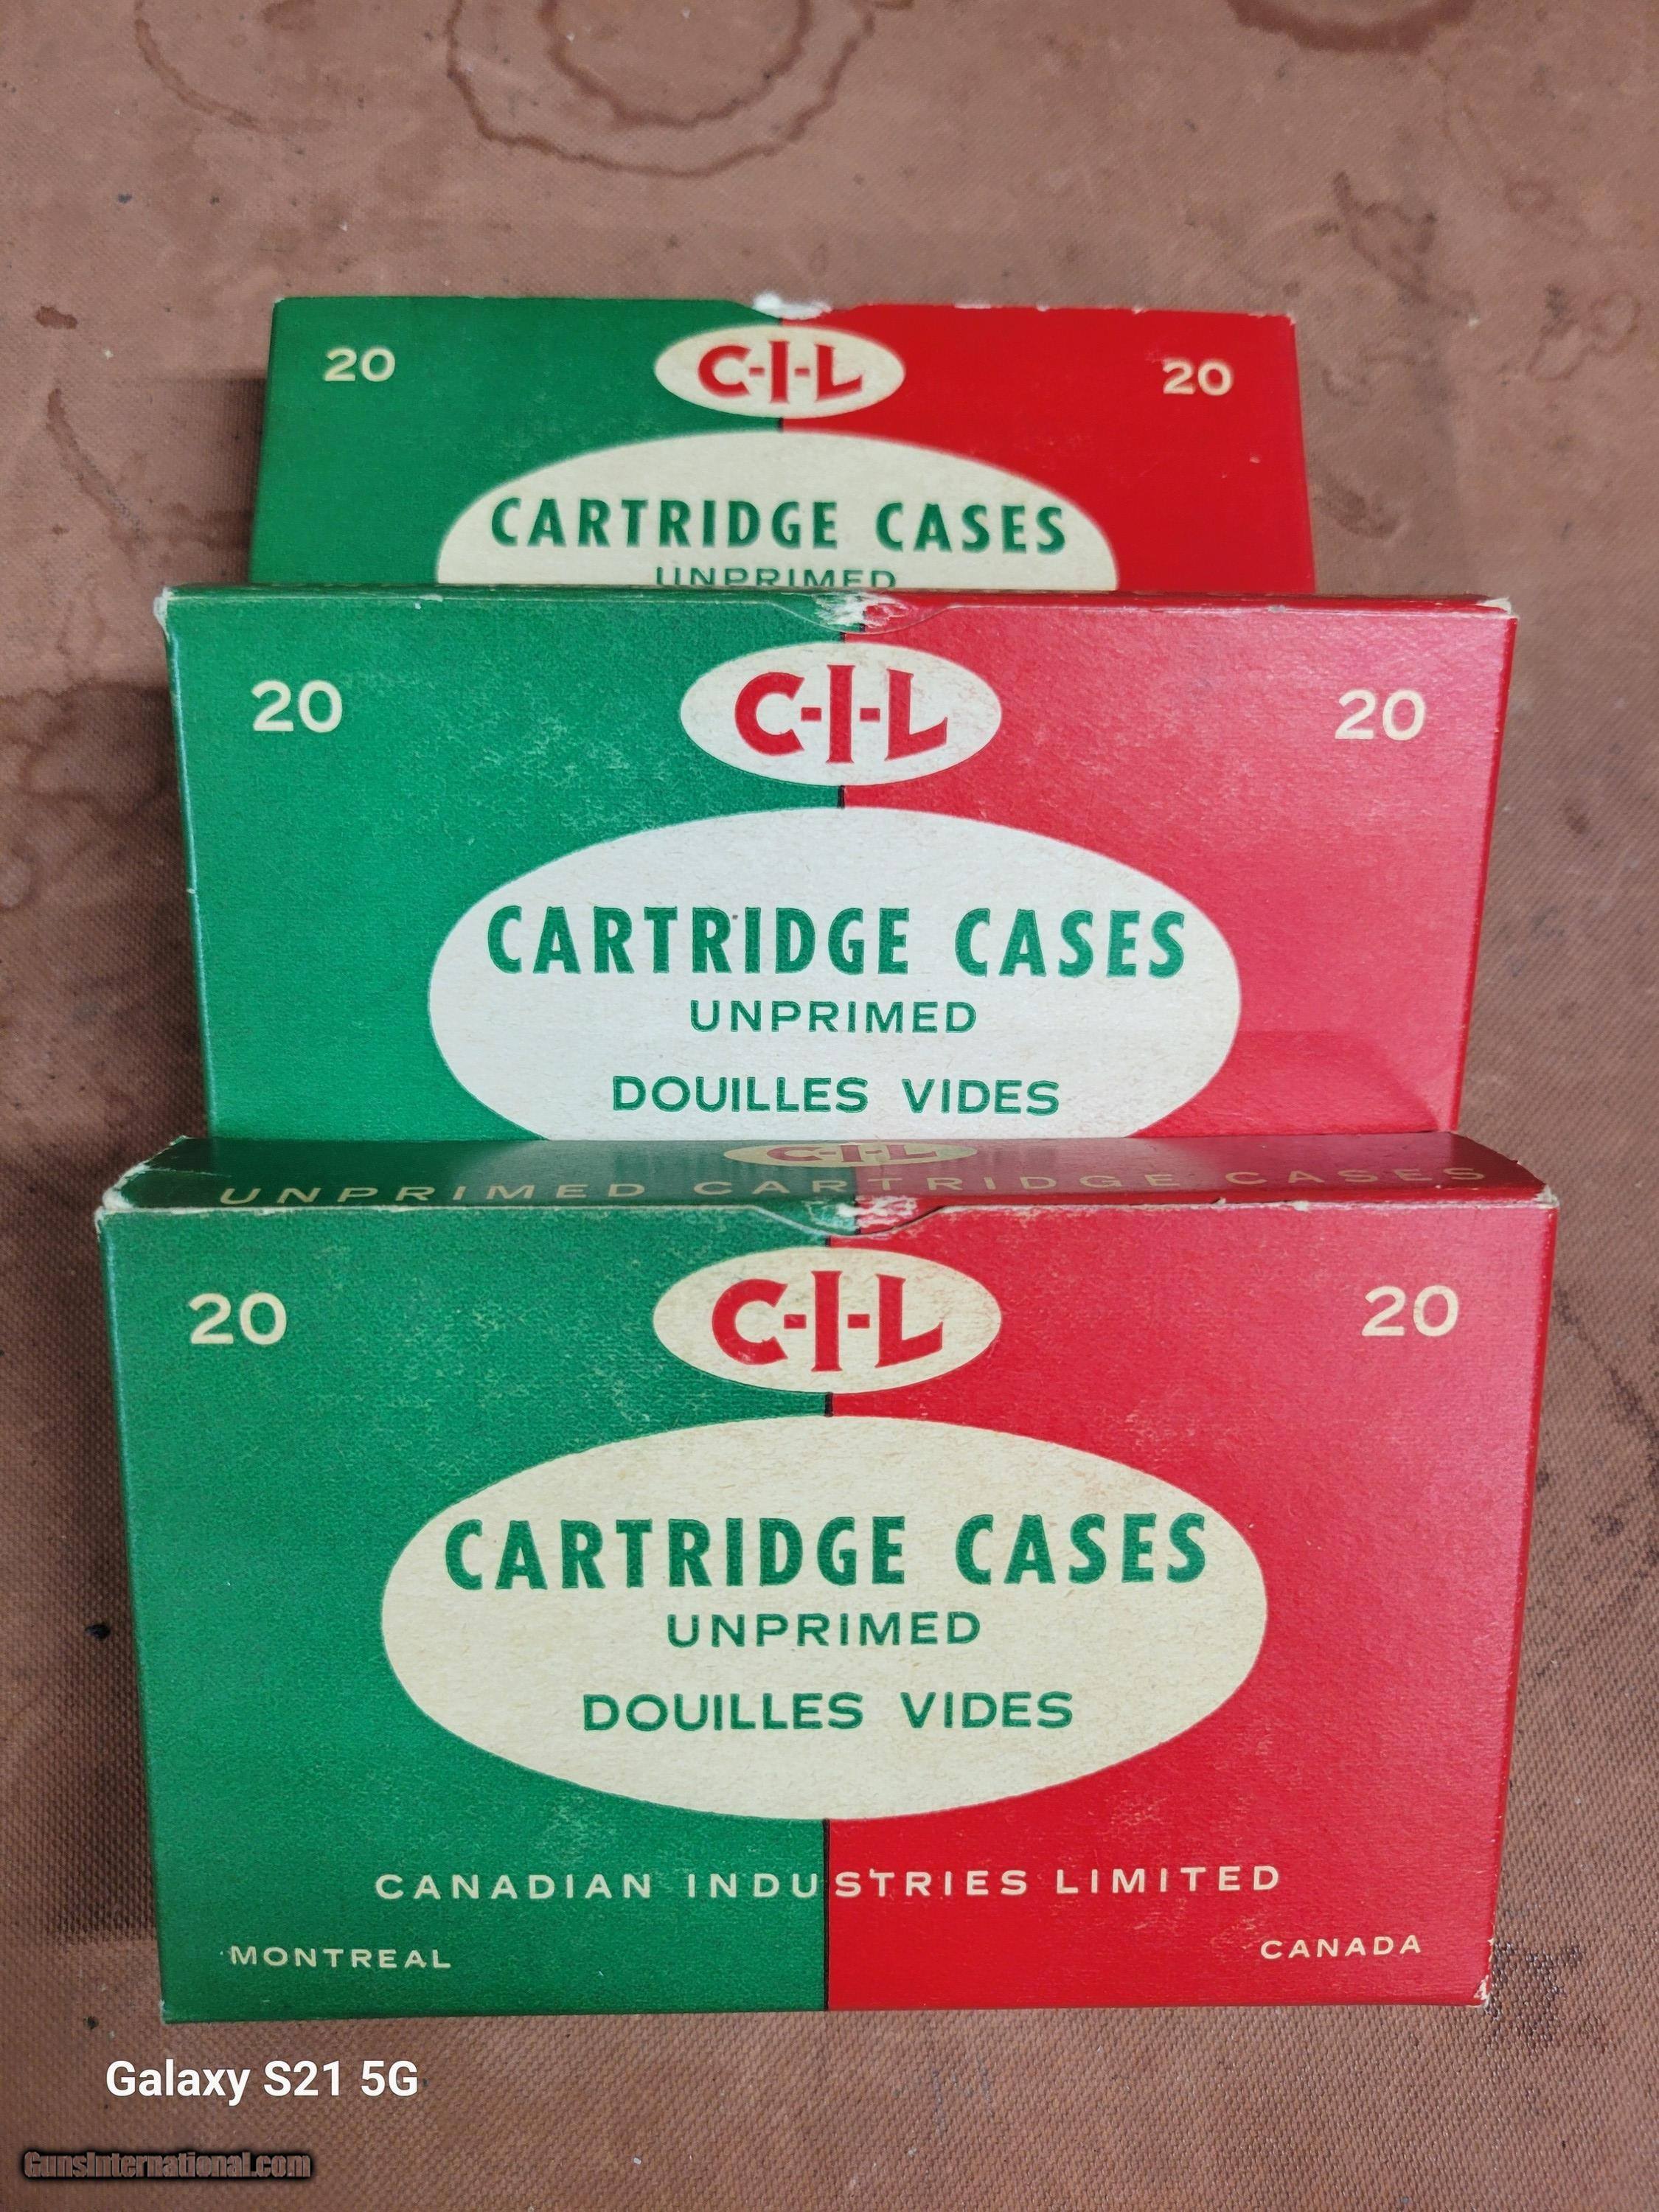 20 C-I-L 20
CARTRIDGE CASES
UNPRIMED
20 C-I-L 20
CARTRIDGE CASES
UNPRIMED
DOUILLES VIDES
C-I-L
UNPRIMED CARTRIDGE CASES
20 C-I-L 20
CARTRIDGE CASES
UNPRIMED
DOUILLES VIDES
CANADIAN INDUSTRIES LIMITED
MONTREAL CANADA
4
Galaxy S21 5G
GunsInternational.com